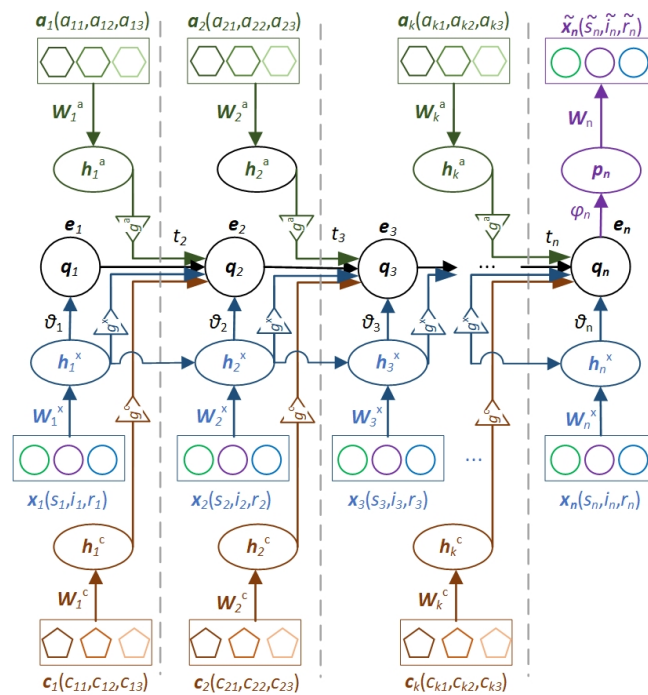 a₁(a₁₁,a₁₂,a₁₃) a₂(a₂₁,a₂₂,a₂₃) aₖ(aₖ₁,aₖ₂,aₖ₃) x̃ₙ(s̃ₙ,ĩₙ,r̃ₙ)
W₁ᵃ W₂ᵃ Wₖᵃ Wₙ
h₁ᵃ h₂ᵃ hₖᵃ pₙ
gᵃ gᵃ gᵃ φₙ
e₁ t₂ e₂ t₃ e₃ tₙ eₙ
q₁ q₂ q₃ ... qₙ
ϑ₁ gˣ ϑ₂ gˣ ϑ₃ gˣ gˣ ϑₙ
h₁ˣ h₂ˣ h₃ˣ hₙˣ
W₁ˣ gᶜ W₂ˣ gᶜ W₃ˣ gᶜ Wₙˣ
...
x₁(s₁,i₁,r₁) x₂(s₂,i₂,r₂) x₃(s₃,i₃,r₃) xₙ(sₙ,iₙ,rₙ)
h₁ᶜ h₂ᶜ hₖᶜ
W₁ᶜ W₂ᶜ Wₖᶜ
c₁(c₁₁,c₁₂,c₁₃) c₂(c₂₁,c₂₂,c₂₃) cₖ(cₖ₁,cₖ₂,cₖ₃)